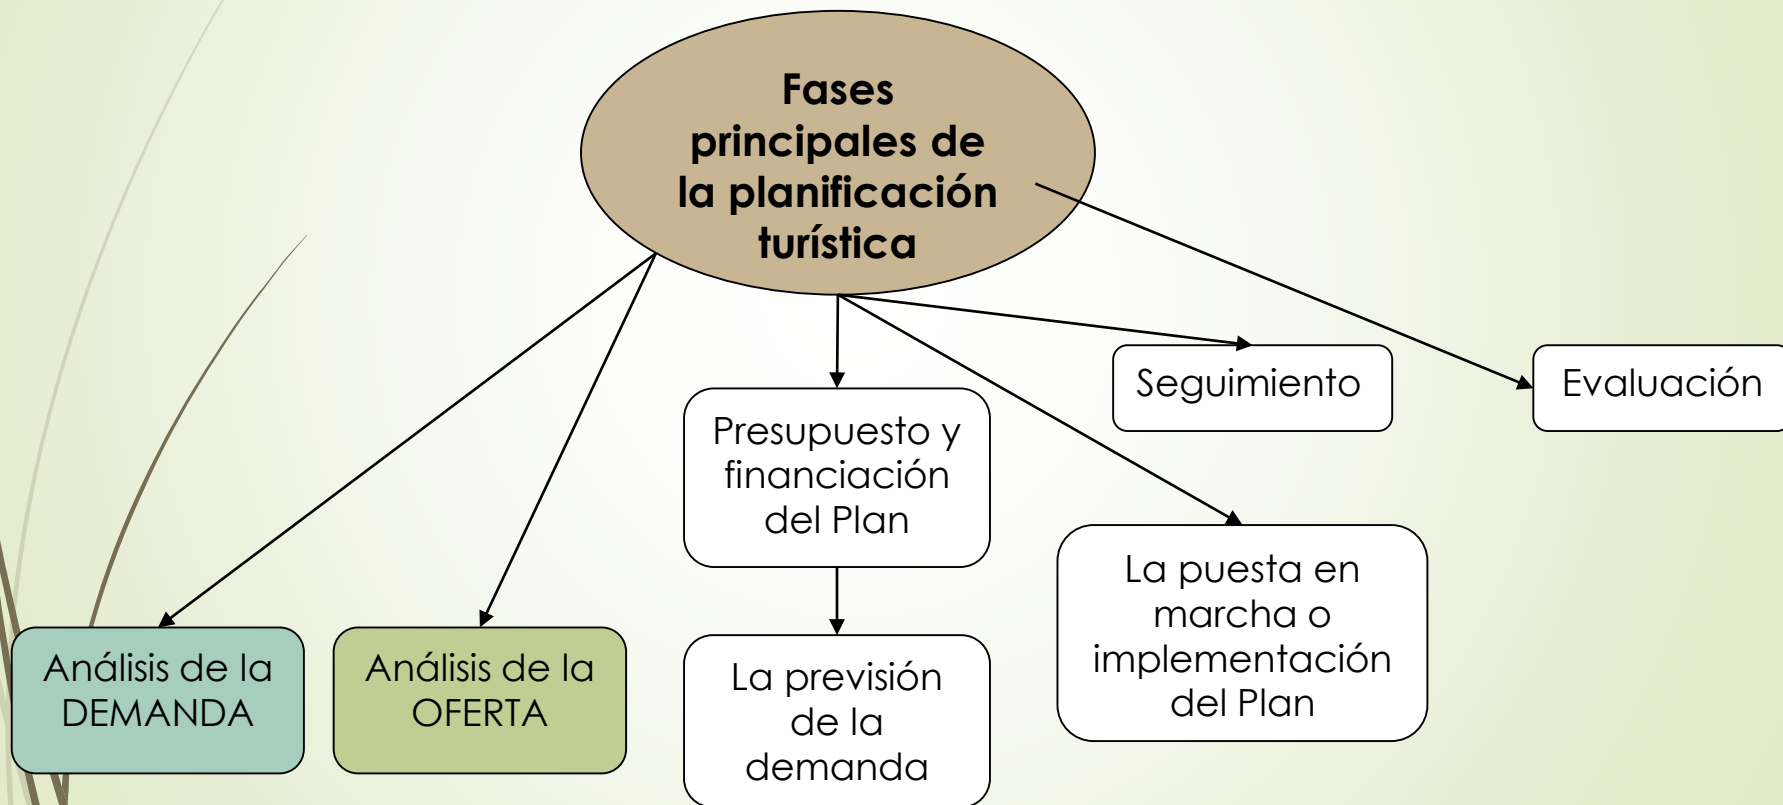 Fases
principales de
la planificación
turística
Seguimiento
Evaluación
Presupuesto y
financiación
del Plan
La puesta en
marcha o
implementación
del Plan
Análisis de la
DEMANDA
Análisis de la
OFERTA
La previsión
de la
demanda